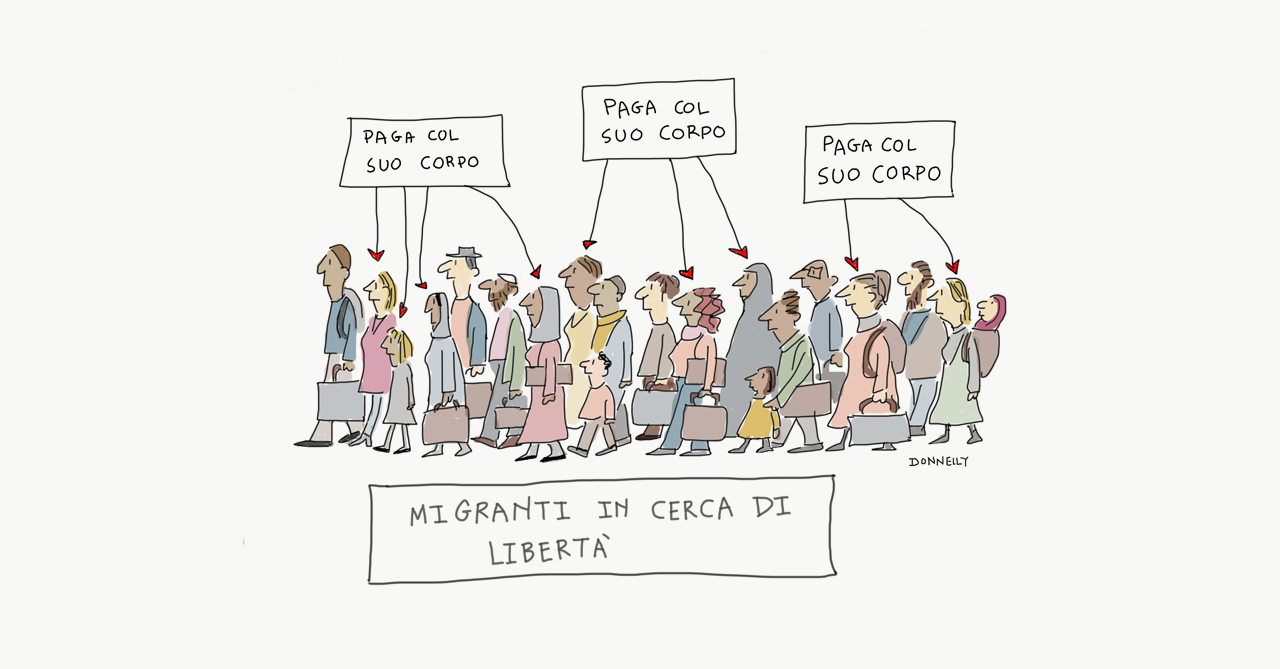 PAGA COL
SUO CORPO
PAGA COL
SUO CORPO
PAGA COL
SUO CORPO
DONNELLY
MIGRANTI IN CERCA DI
LIBERTÀ